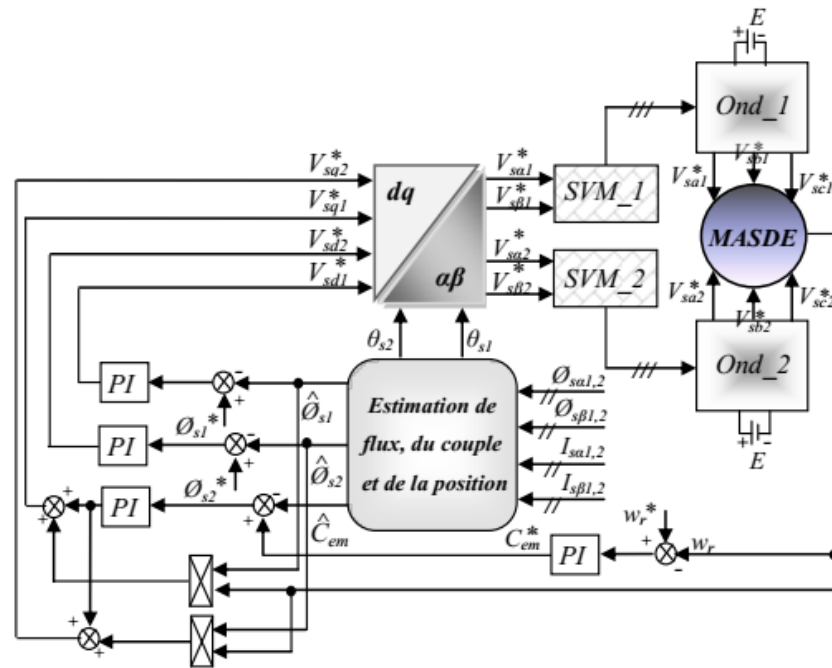 E
+ -
Ond_1
V*sq2
V*sq1
V*sd2
V*sd1
dq
αβ
V*sα1
V*sβ1
V*sα2
V*sβ2
SVM_1
SVM_2
V*sa1
V*sb1
V*sc1
MASDE
V*sa2
V*sb2
V*sc2
Ond_2
+ -
E
θs2
θs1
PI
-
+
Øs1*
Ø̂s1
PI
-
+
Øs2*
Ø̂s2
PI
-
+
Ĉem
+
+
Estimation de
flux, du couple
et de la position
Øsα1,2
Øsβ1,2
Isα1,2
Isβ1,2
C*em
PI
wr*
+
-
wr
+
+